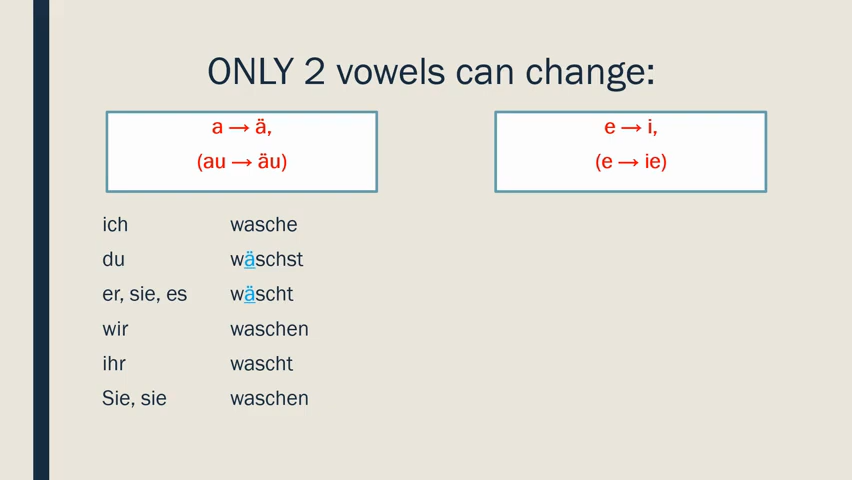 ONLY 2 vowels can change:
a → ä,
(au → äu)
e → i,
(e → ie)
ich wasche
du wäschst
er, sie, es wäscht
wir waschen
ihr wascht
Sie, sie waschen